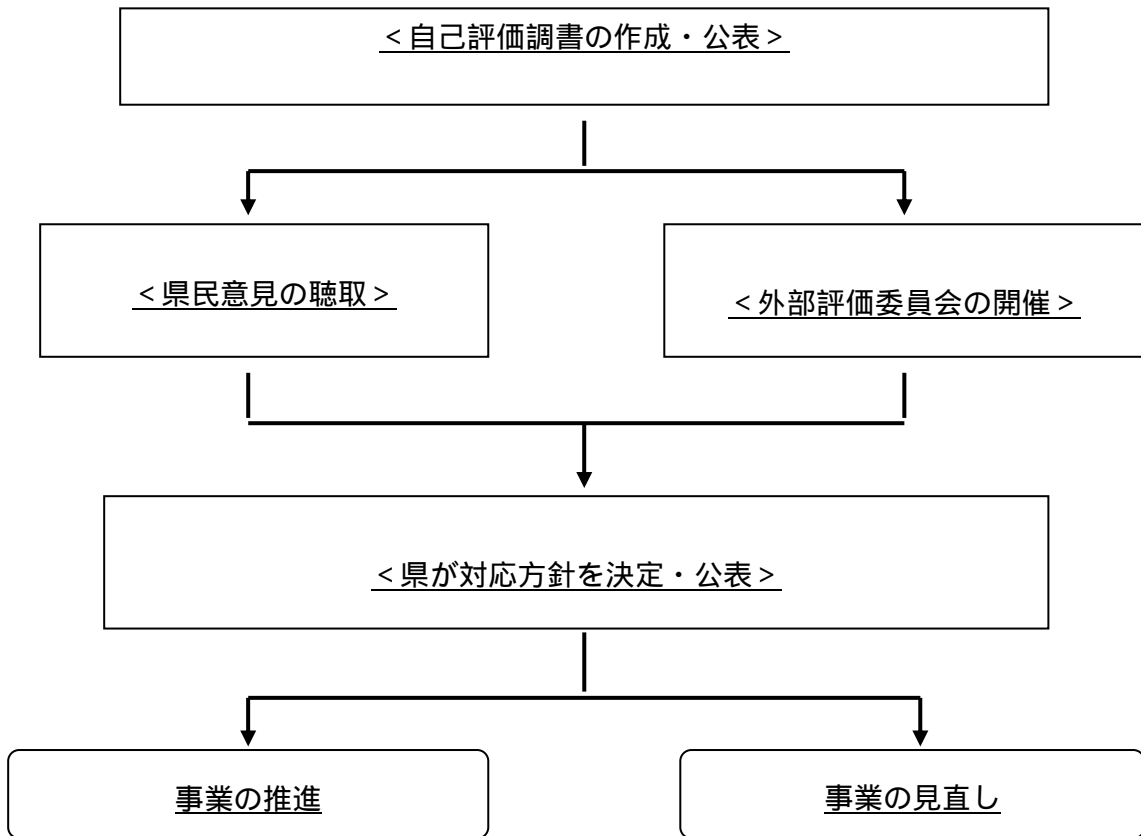 <自己評価調書の作成・公表>
<県民意見の聴取>
<外部評価委員会の開催>
<県が対応方針を決定・公表>
事業の推進
事業の見直し